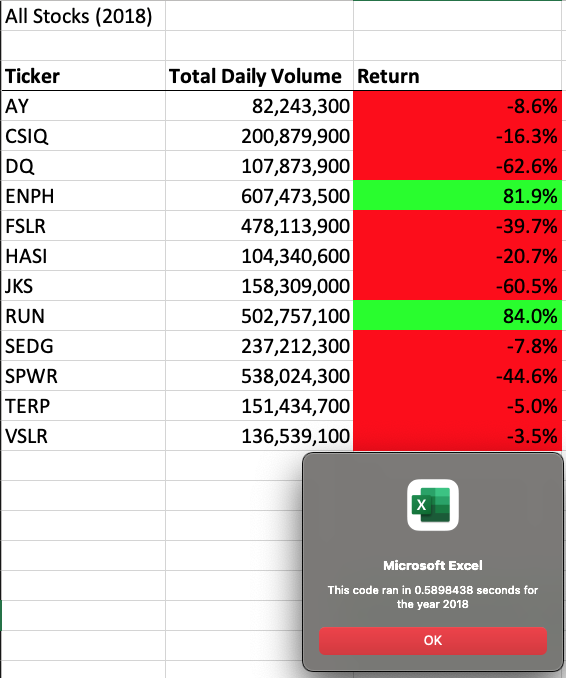 All Stocks (2018)
Ticker Total Daily Volume Return
AY 82,243,300 -8.6%
CSIQ 200,879,900 -16.3%
DQ 107,873,900 -62.6%
ENPH 607,473,500 81.9%
FSLR 478,113,900 -39.7%
HASI 104,340,600 -20.7%
JKS 158,309,000 -60.5%
RUN 502,757,100 84.0%
SEDG 237,212,300 -7.8%
SPWR 538,024,300 -44.6%
TERP 151,434,700 -5.0%
VSLR 136,539,100 -3.5%
X
Microsoft Excel
This code ran in 0.5898438 seconds for
the year 2018
OK